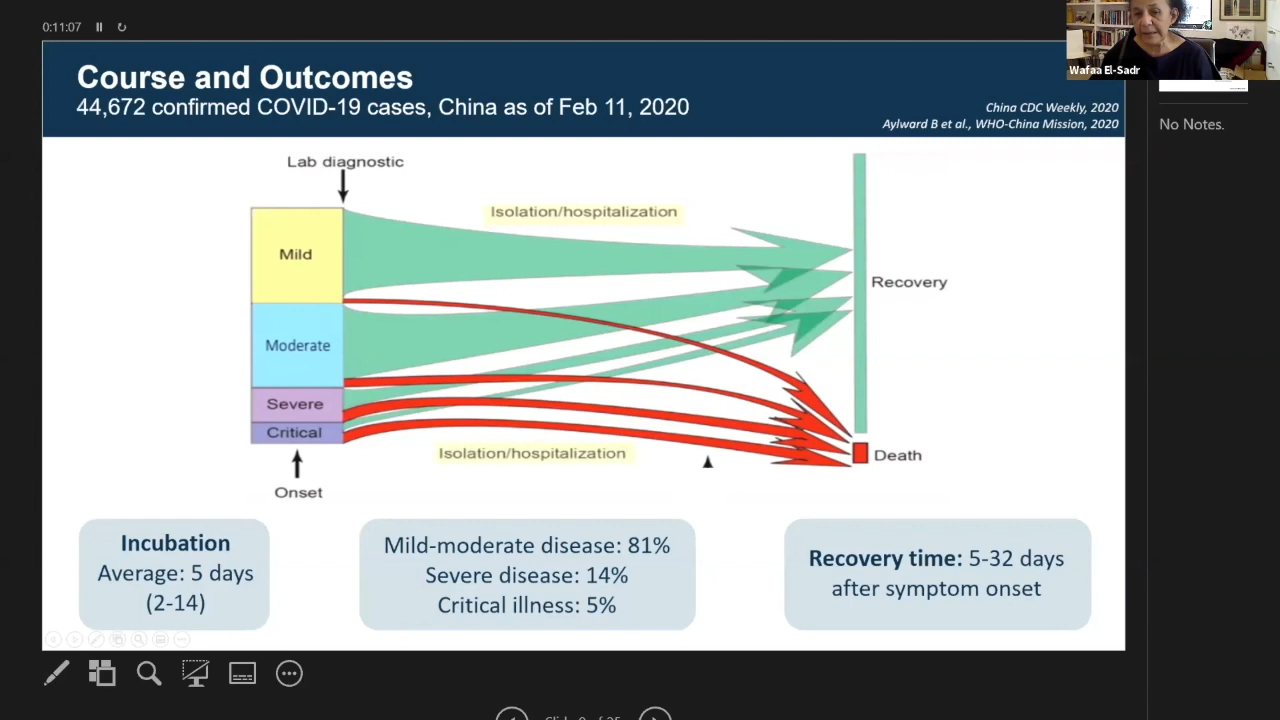 0:11:07
Wafaa El-Sadr
Course and Outcomes
44,672 confirmed COVID-19 cases, China as of Feb 11, 2020
China CDC Weekly, 2020
Aylward B et al., WHO-China Mission, 2020
No Notes.
Lab diagnostic
Isolation/hospitalization
Mild
Recovery
Moderate
Severe
Critical
Isolation/hospitalization
Death
Onset
Incubation
Average: 5 days
(2-14)
Mild-moderate disease: 81%
Severe disease: 14%
Critical illness: 5%
Recovery time: 5-32 days
after symptom onset